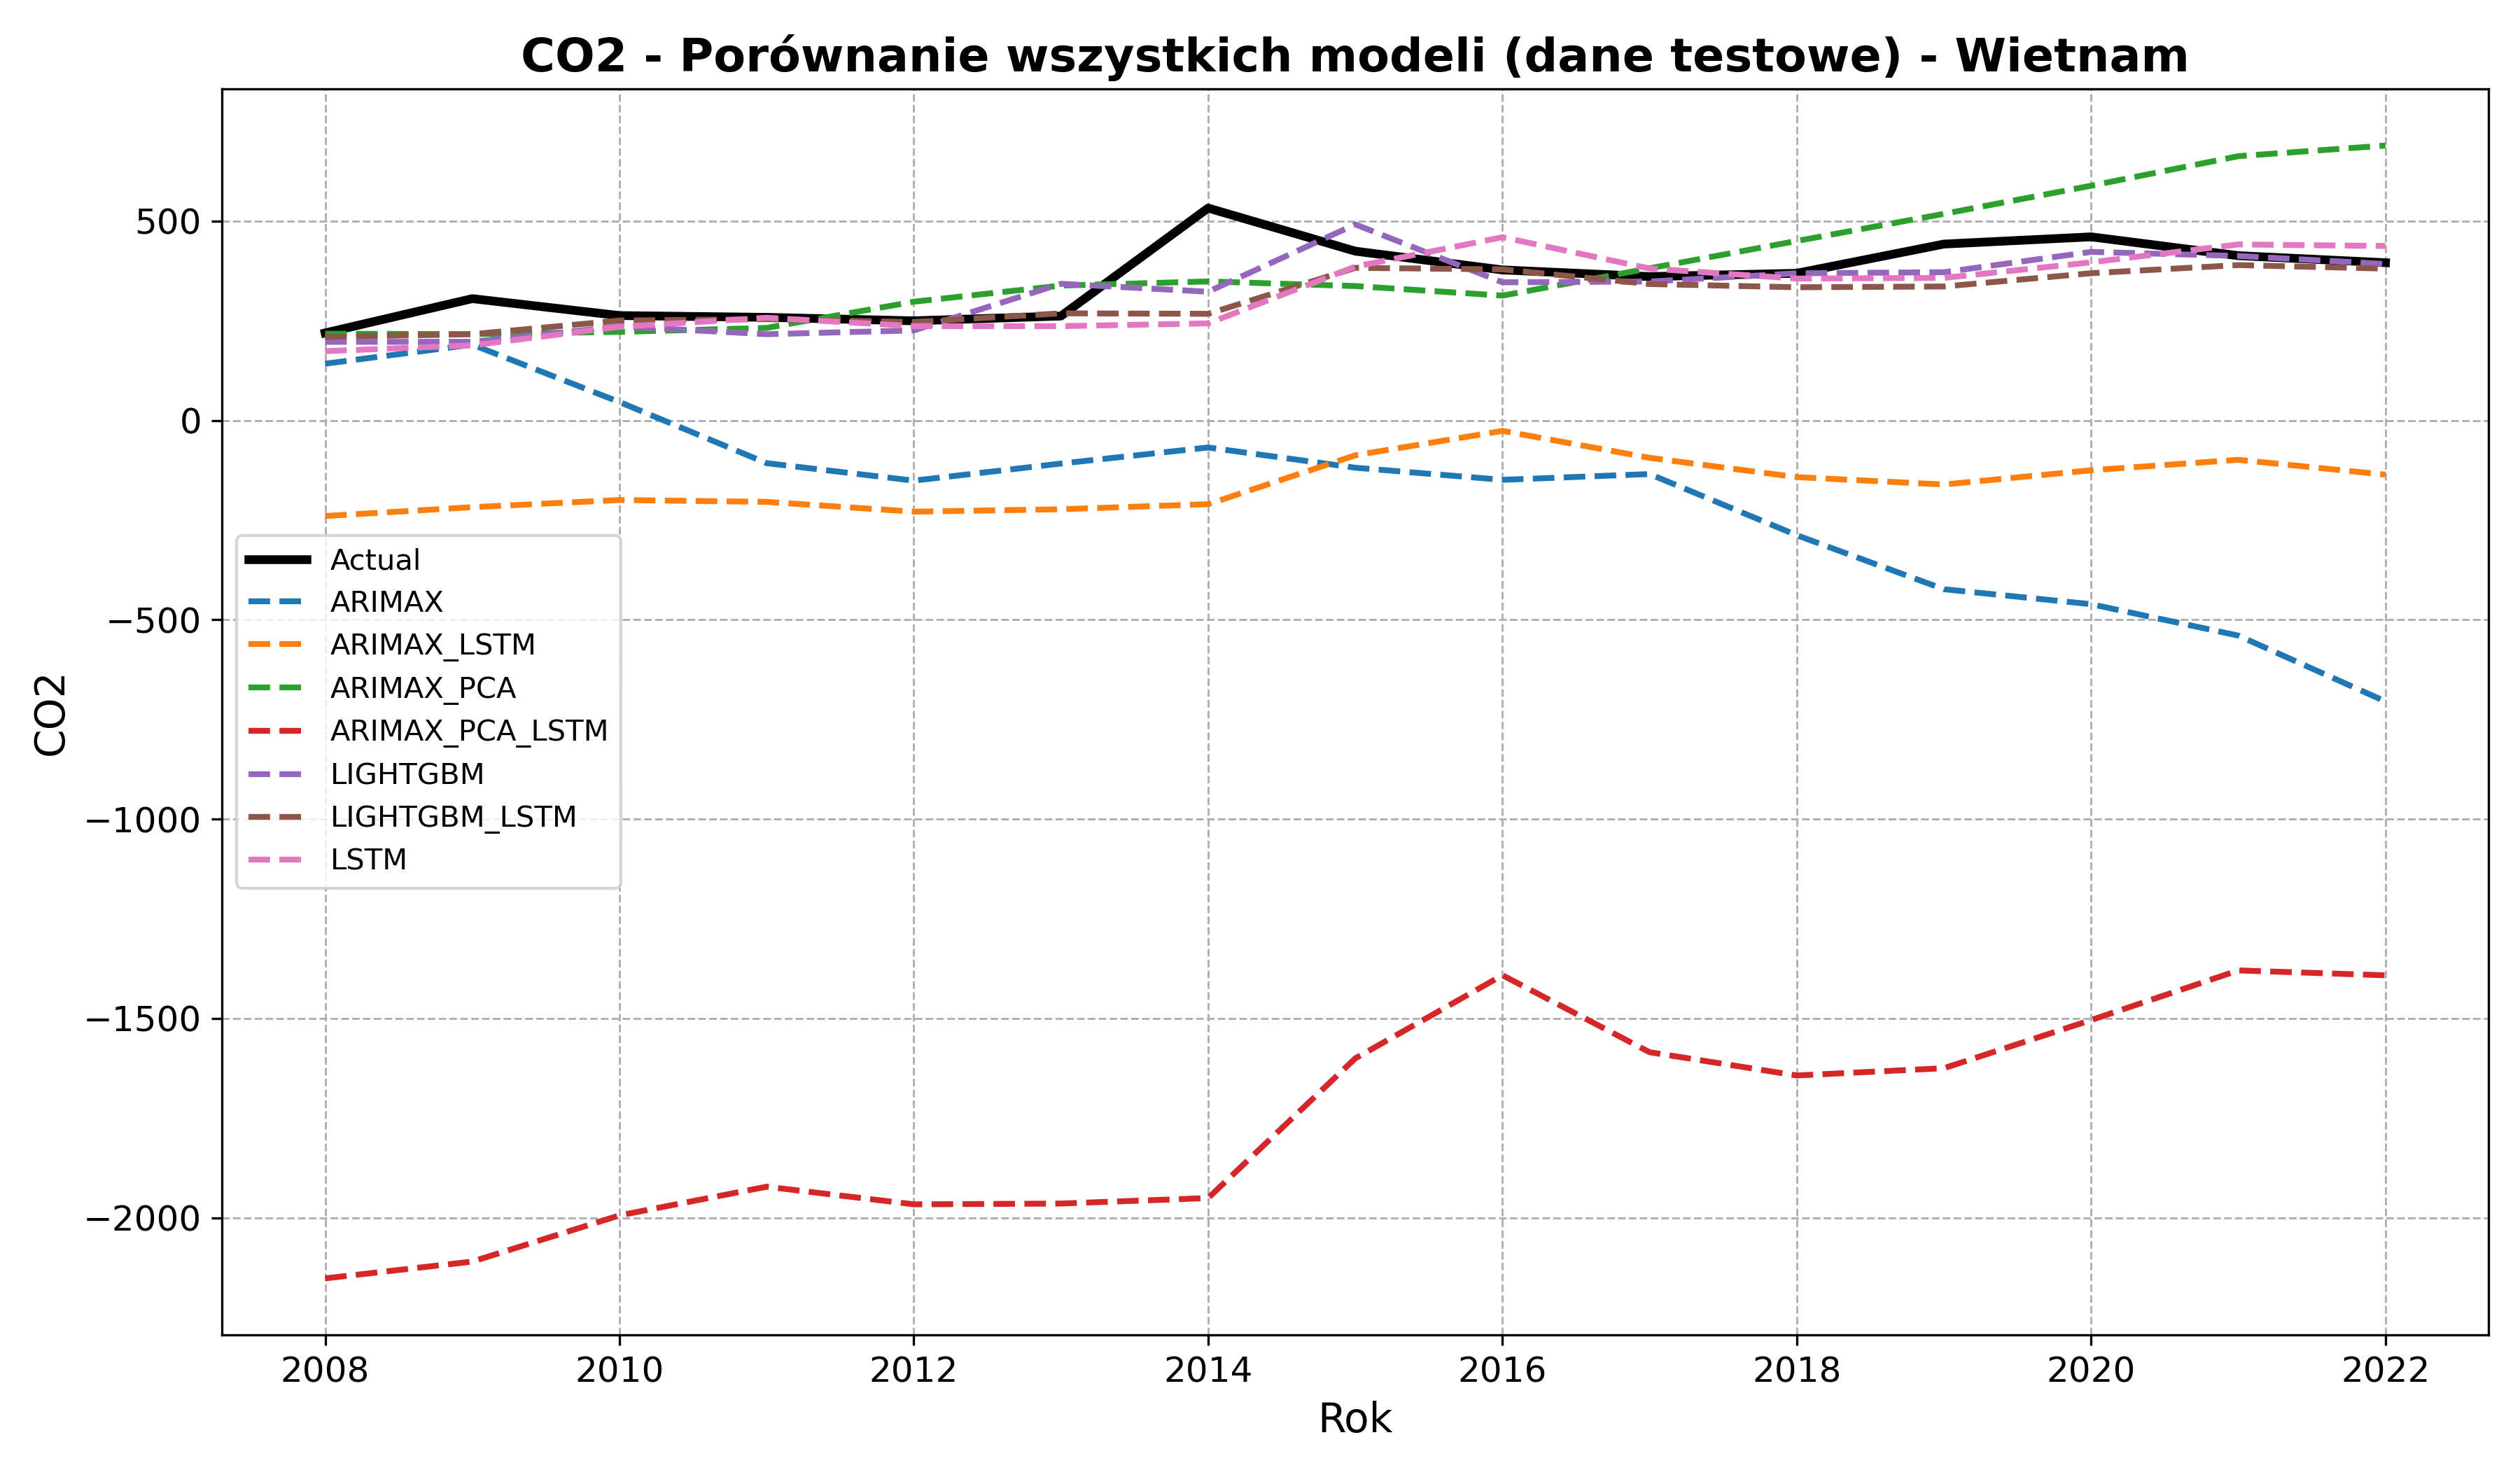 CO2 - Porównanie wszystkich modeli (dane testowe) - Wietnam
CO2
500
0
−500
−1000
−1500
−2000
Actual
ARIMAX
ARIMAX_LSTM
ARIMAX_PCA
ARIMAX_PCA_LSTM
LIGHTGBM
LIGHTGBM_LSTM
LSTM
2008 2010 2012 2014 2016 2018 2020 2022
Rok